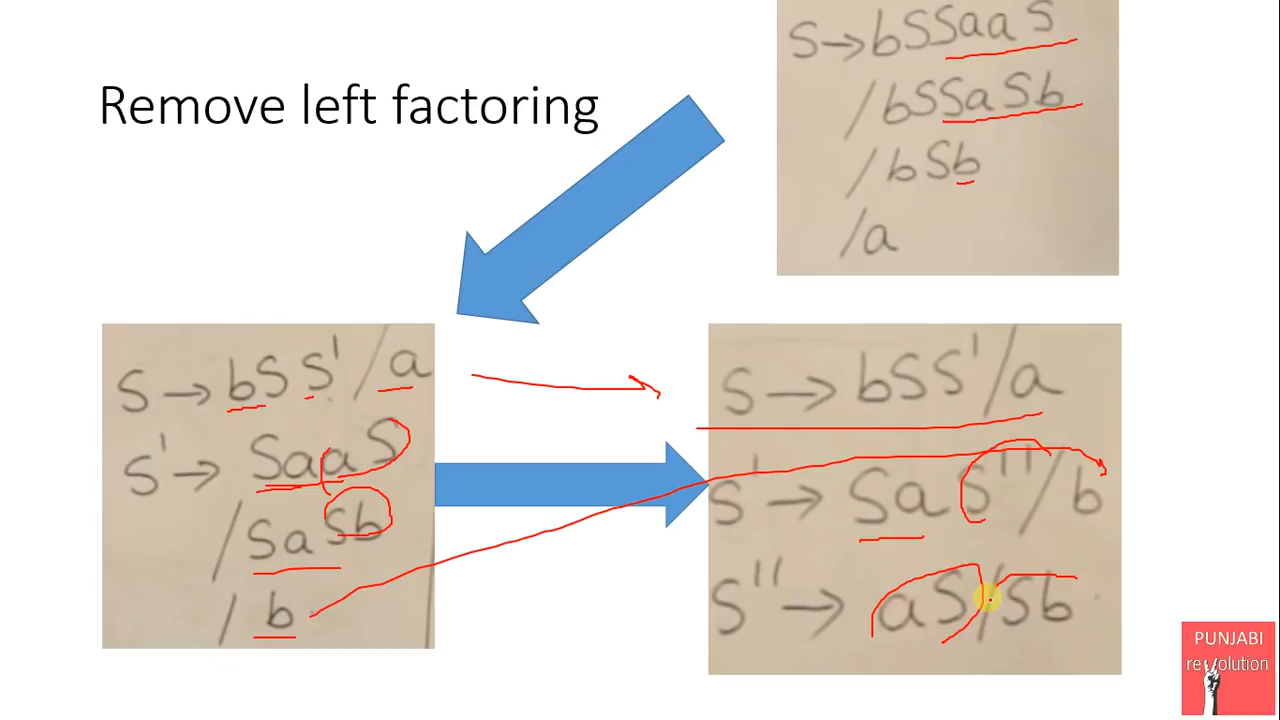 Remove left factoring
S→bSSaaS
/bSSaSb
/bSb
/a
S→bSS'/a
S'→SaaS
/SaSb
/b
S→bSS'/a
S'→SaS''/b
S''→aS/Sb
PUNJABI
revolution